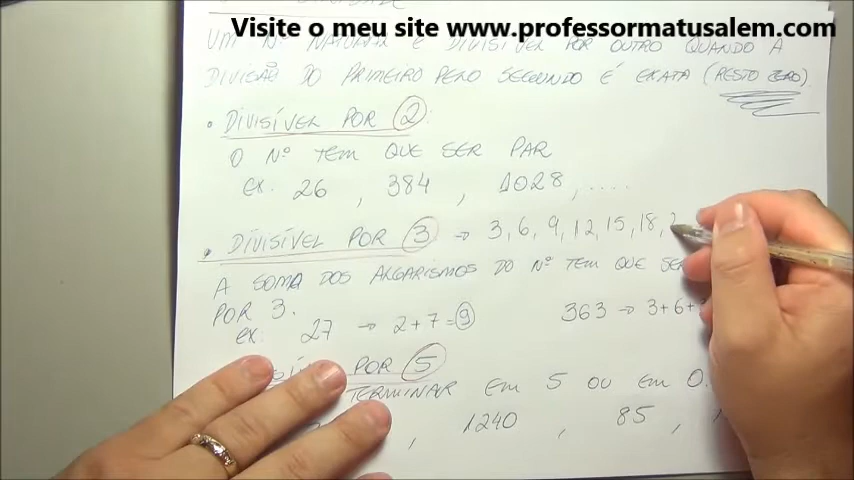 Visite o meu site www.professormatusalem.com
UM Nº NATURAL É DIVISÍVEL POR OUTRO QUANDO A
DIVISÃO DO PRIMEIRO PELO SEGUNDO É EXATA (RESTO ZERO)
• DIVISÍVEL POR 2:
O Nº TEM QUE SER PAR
EX. 26, 384, 1028, ....
• DIVISÍVEL POR 3 → 3, 6, 9, 12, 15, 18, 2
A SOMA DOS ALGARISMOS DO Nº TEM QUE SER
POR 3.
EX: 27 → 2+7=9 363 → 3+6+
POR 5
TERMINAR EM 5 OU EM 0.
, 1240, 85,